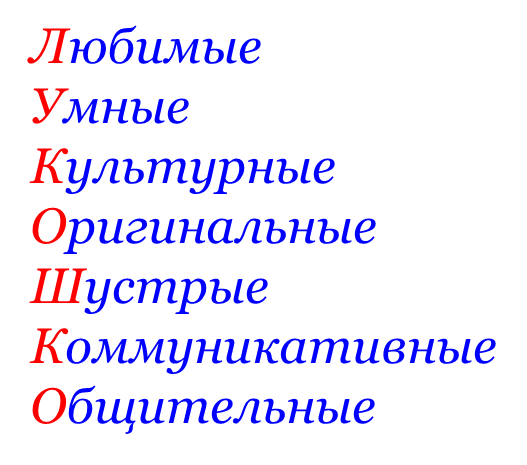 Любимые
Умные
Культурные
Оригинальные
Шустрые
Коммуникативные
Общительные